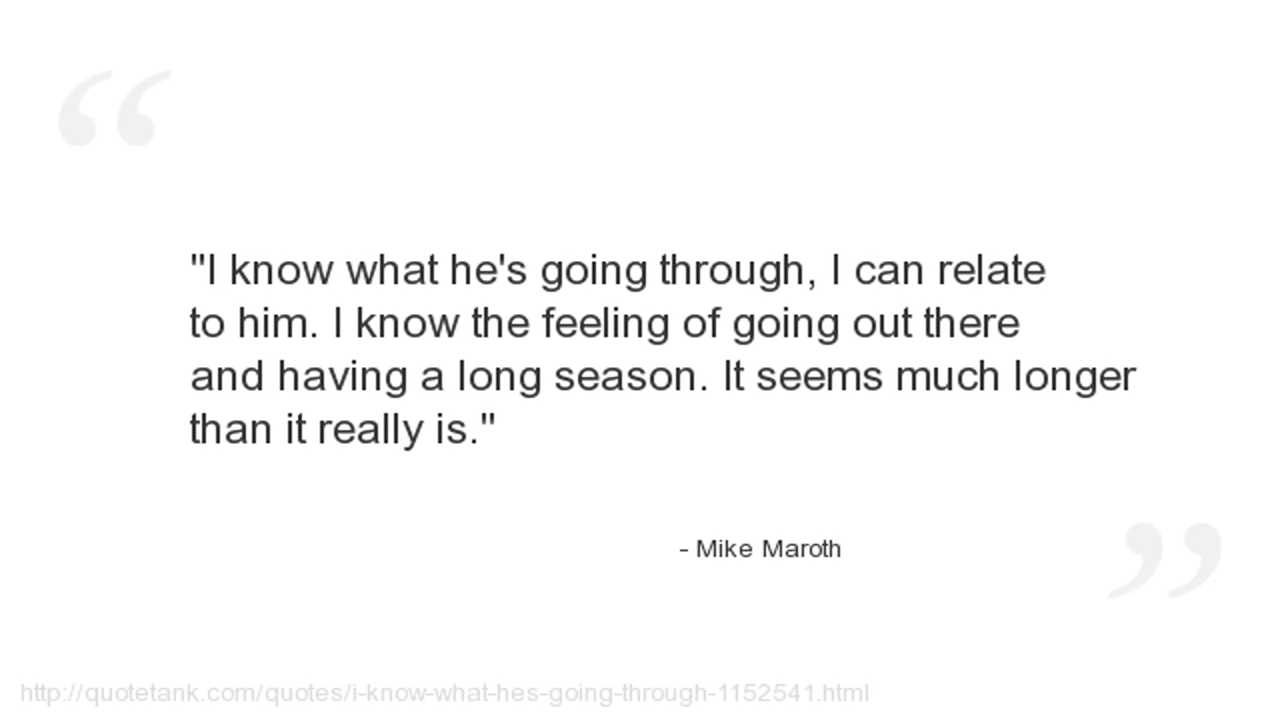 "I know what he's going through, I can relate
to him. I know the feeling of going out there
and having a long season. It seems much longer
than it really is."
- Mike Maroth
http://quotetank.com/quotes/i-know-what-hes-going-through-1152541.html